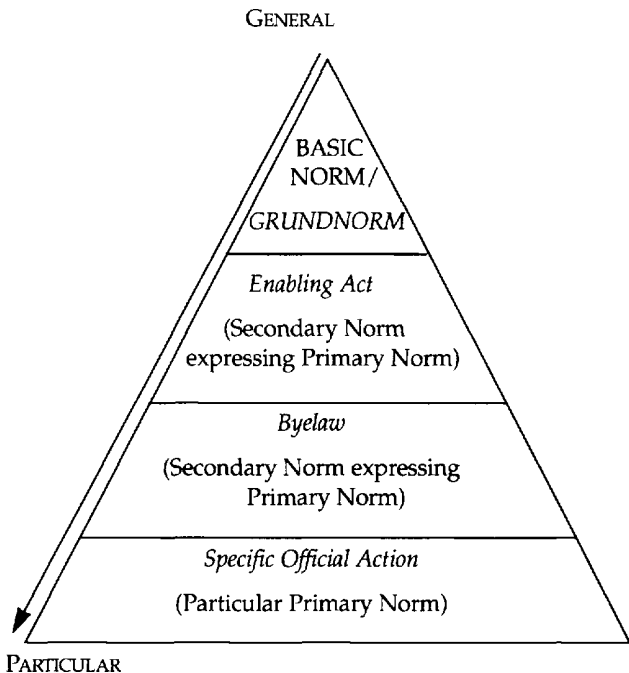 GENERAL
BASIC
NORM/
GRUNDNORM
Enabling Act
(Secondary Norm
expressing Primary Norm)
Byelaw
(Secondary Norm expressing
Primary Norm)
Specific Official Action
(Particular Primary Norm)
PARTICULAR